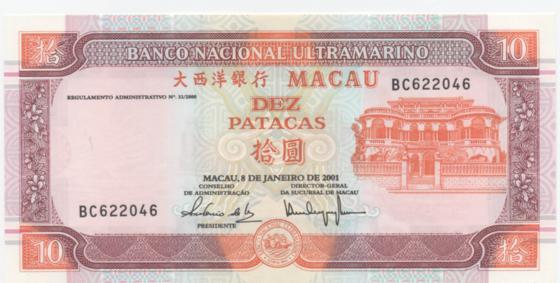 拾 BANCO NACIONAL ULTRAMARINO 10
大西洋銀行 MACAU BC622046
REGULAMENTO ADMINISTRATIVO Nº. 33/2000
DEZ
PATACAS
拾圓
MACAU, 8 DE JANEIRO DE 2001
CONSELHO DE ADMINISTRAÇÃO
DIRECTOR-GERAL DA SUCURSAL DE MACAU
BC622046
PRESIDENTE
10 拾